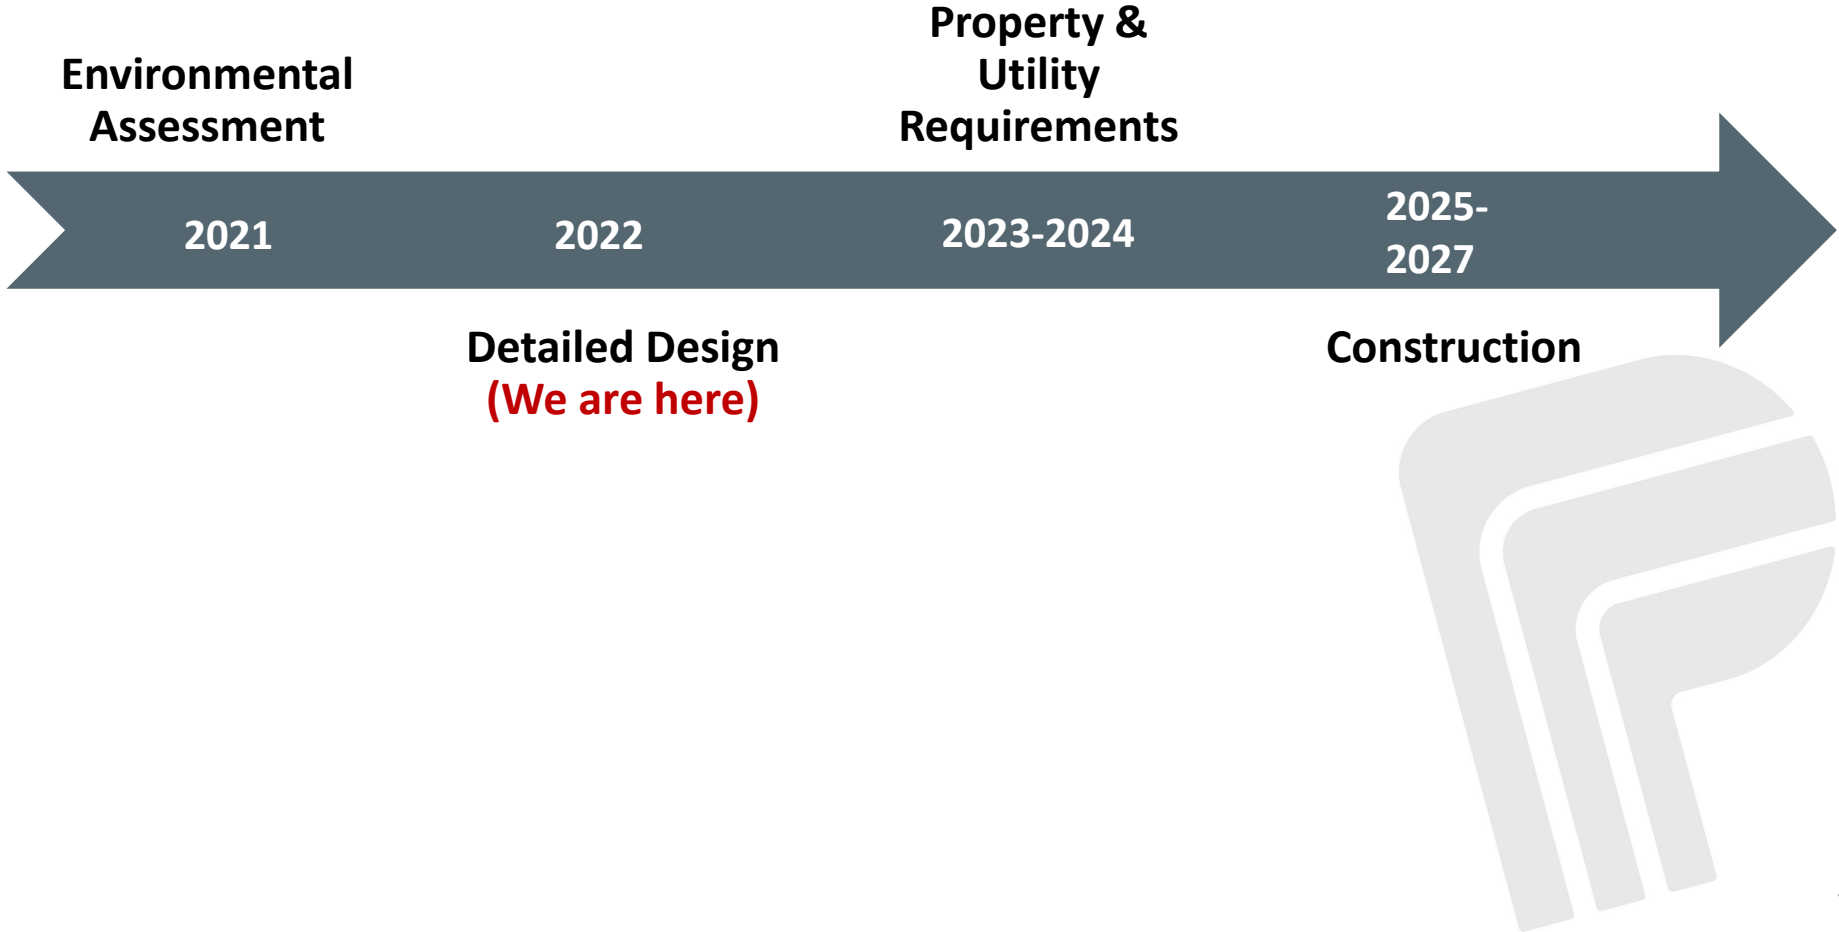 Environmental
Assessment
Property &
Utility
Requirements
2021
2022
2023-2024
2025-
2027
Detailed Design
(We are here)
Construction